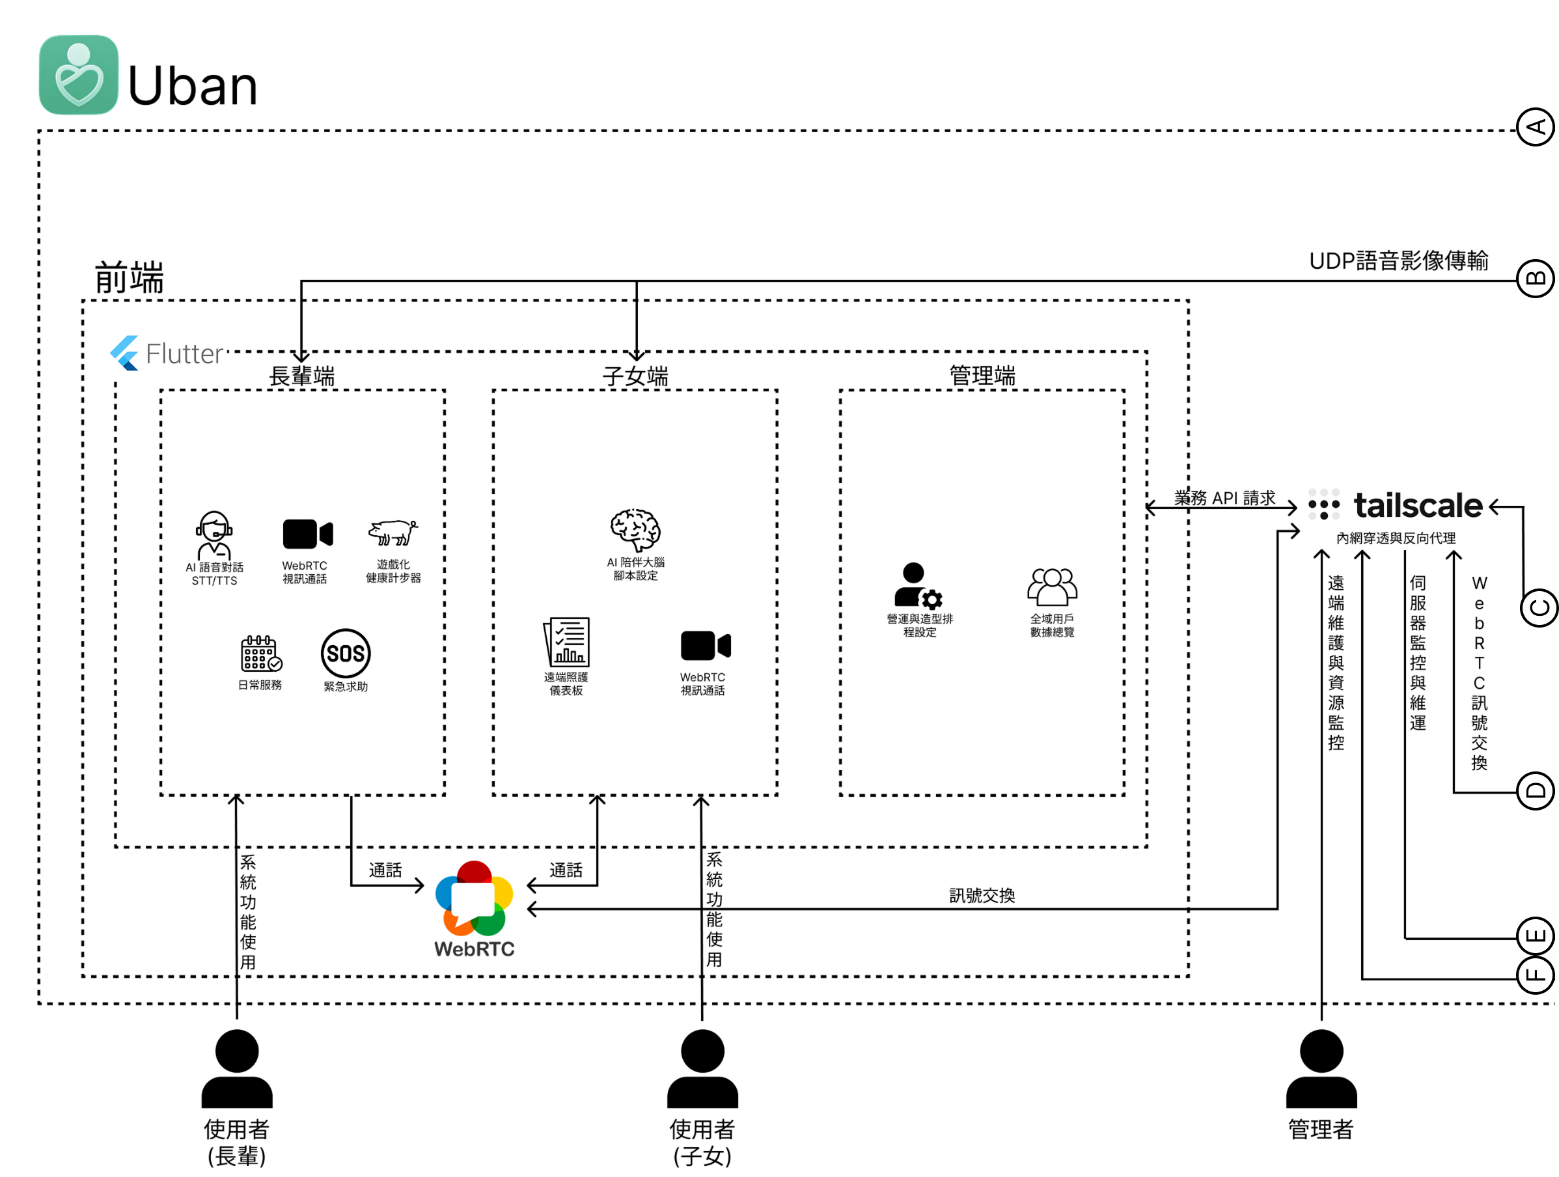 Uban
A
UDP語音影像傳輸
B
前端
Flutter
長輩端
子女端
管理端
業務 API 請求
tailscale
內網穿透與反向代理
AI 語音對話
STT/TTS
WebRTC
視訊通話
遊戲化
健康計步器
AI 陪伴大腦
腳本設定
營運與造型排
程設定
全域用戶
數據總覽
日常服務
SOS
緊急求助
遠端照護
儀表板
WebRTC
視訊通話
遠端維護與資源監控
伺服器監控與維運
WebRTC訊號交換
C
D
系統功能使用
通話
WebRTC
通話
系統功能使用
訊號交換
E
F
使用者
(長輩)
使用者
(子女)
管理者